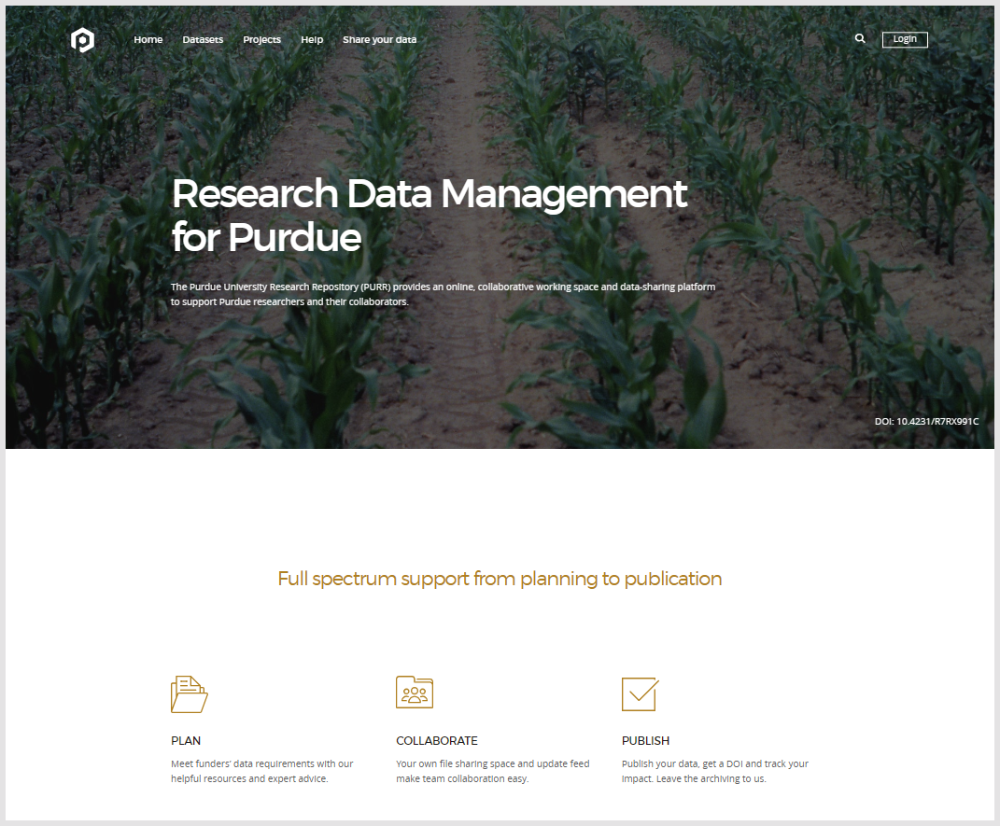 Home Datasets Projects Help Share your data Login
Research Data Management
for Purdue
The Purdue University Research Repository (PURR) provides an online, collaborative working space and data-sharing platform
to support Purdue researchers and their collaborators.
DOI: 10.4231/R7RX991C
Full spectrum support from planning to publication
PLAN
Meet funders’ data requirements with our
helpful resources and expert advice.
COLLABORATE
Your own file sharing space and update feed
make team collaboration easy.
PUBLISH
Publish your data, get a DOI and track your
impact. Leave the archiving to us.